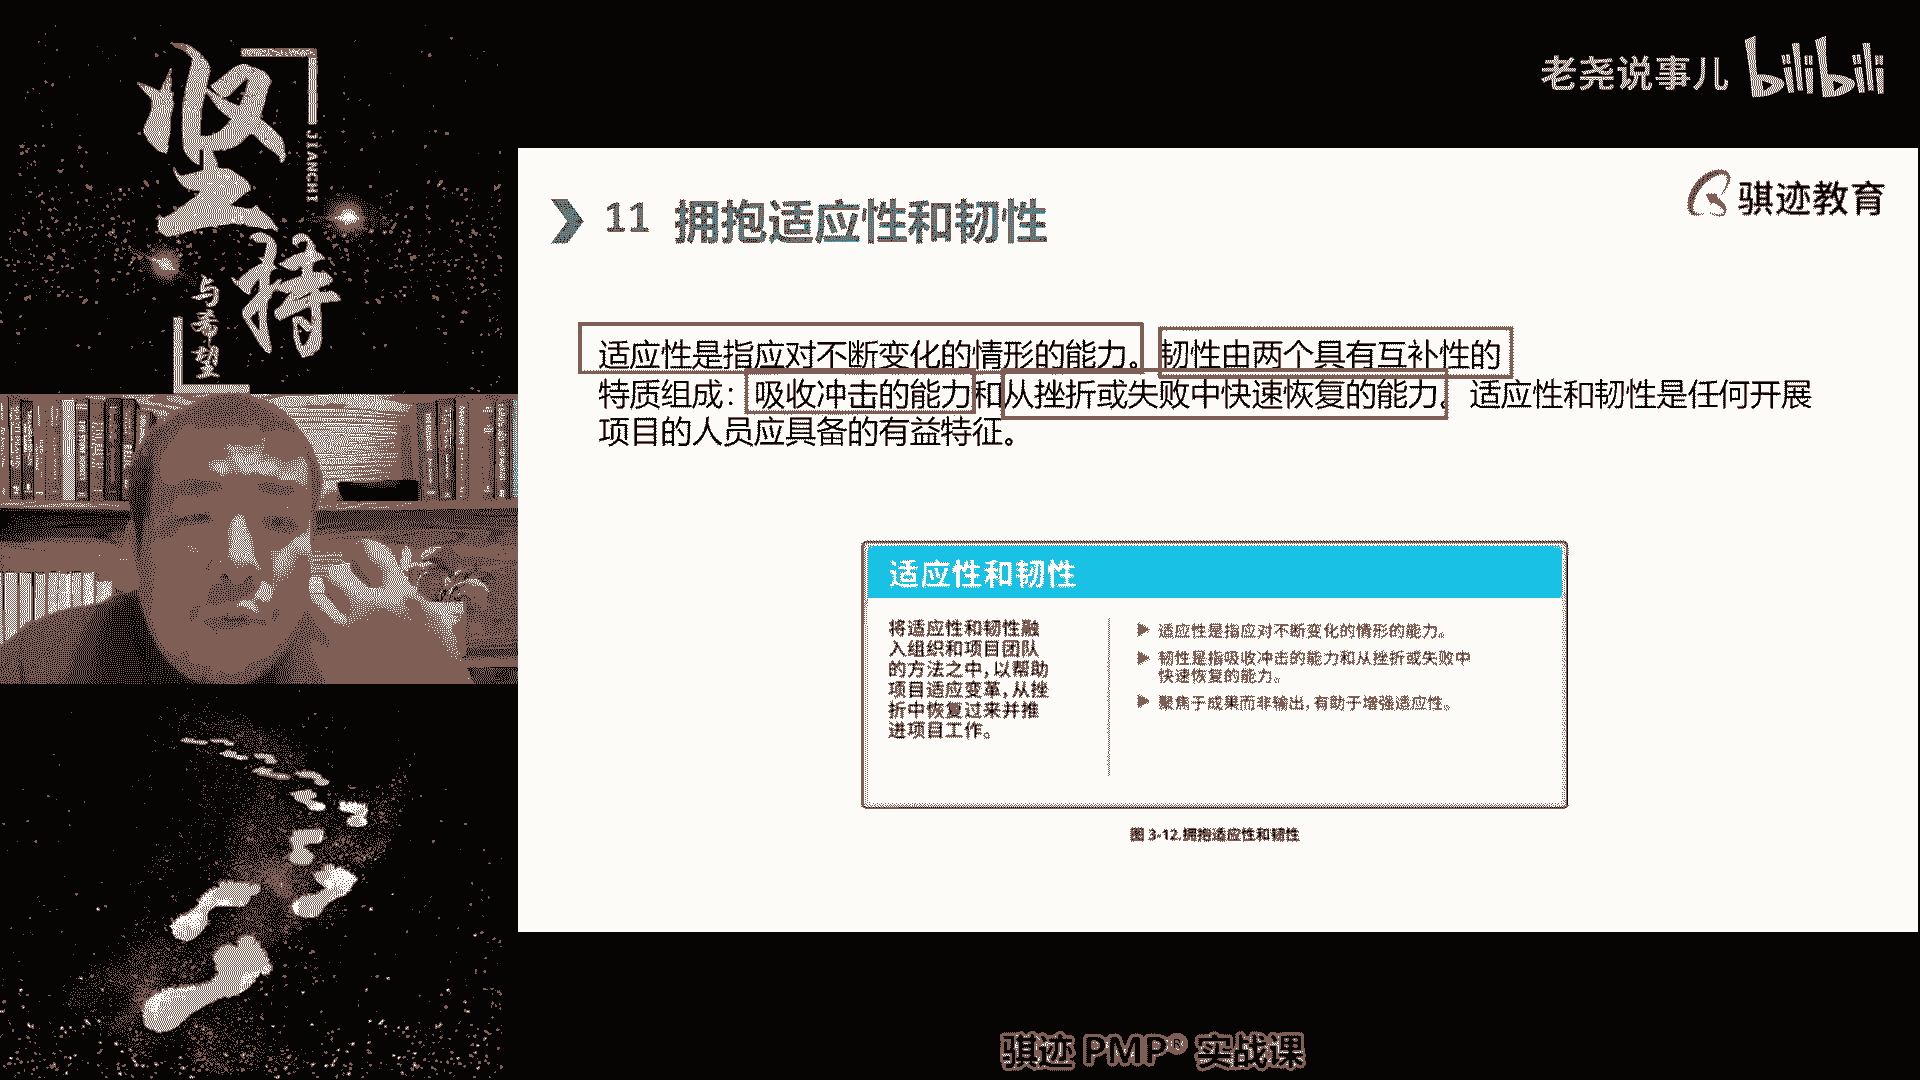 坚持
JIANCHI
与希望
老尧说事儿 bilibili
骐迹教育
11 拥抱适应性和韧性
适应性是指应对不断变化的情形的能力。 韧性由两个具有互补性的
特质组成：吸收冲击的能力和从挫折或失败中快速恢复的能力。 适应性和韧性是任何开展
项目的人员应具备的有益特征。
适应性和韧性
将适应性和韧性融
入组织和项目团队
的方法之中，以帮助
项目适应变革，从挫
折中恢复过来并推
进项目工作。
▶ 适应性是指应对不断变化的情形的能力。
▶ 韧性是指吸收冲击的能力和从挫折或失败中
快速恢复的能力。
▶ 聚焦于成果而非输出，有助于增强适应性。
图 3-12.拥抱适应性和韧性
骐迹 PMP® 实战课